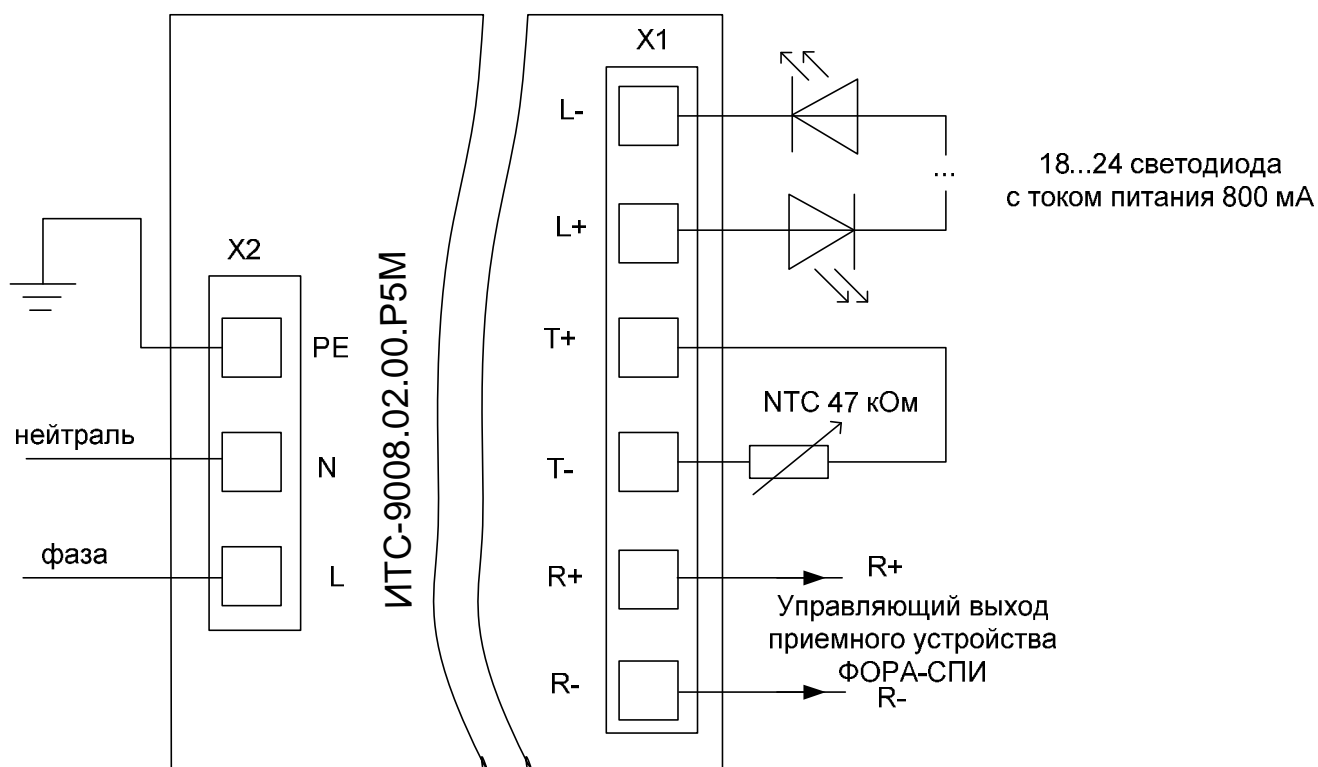 X1
L-
L+
T+
T-
R+
R-
18...24 светодиода
с током питания 800 мА
...
NTC 47 кОм
R+
Управляющий выход
приемного устройства
ФОРА-СПИ
R-
X2
PE
N
L
нейтраль
фаза
ИТС-9008.02.00.Р5М